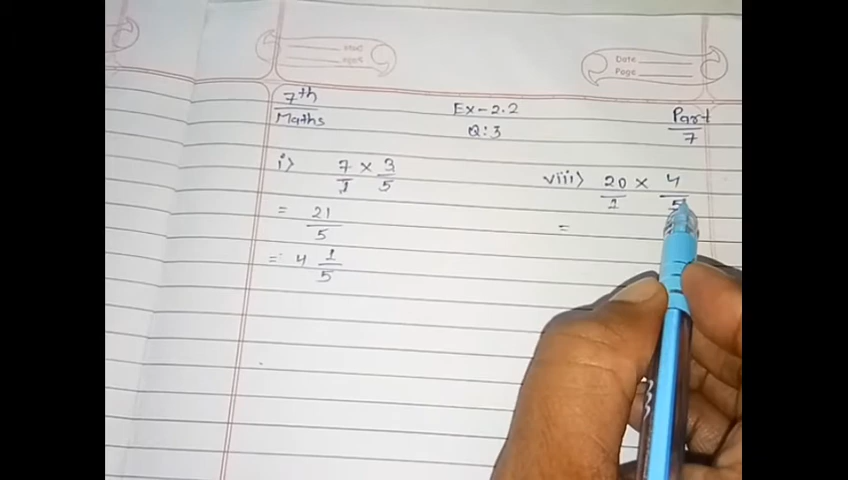 Date
Page
7th
Maths
Ex-2.2
Q:3
Part
7
i> 7/1 × 3/5
= 21/5
= 4 1/5
viii> 20/1 × 4/5
=